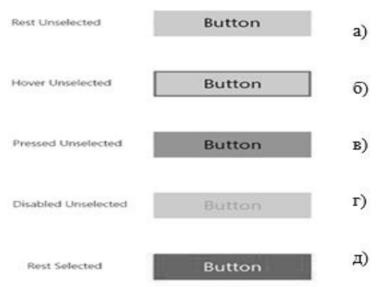 Rest Unselected Button а)
Hover Unselected Button б)
Pressed Unselected Button в)
Disabled Unselected Button г)
Rest Selected Button д)